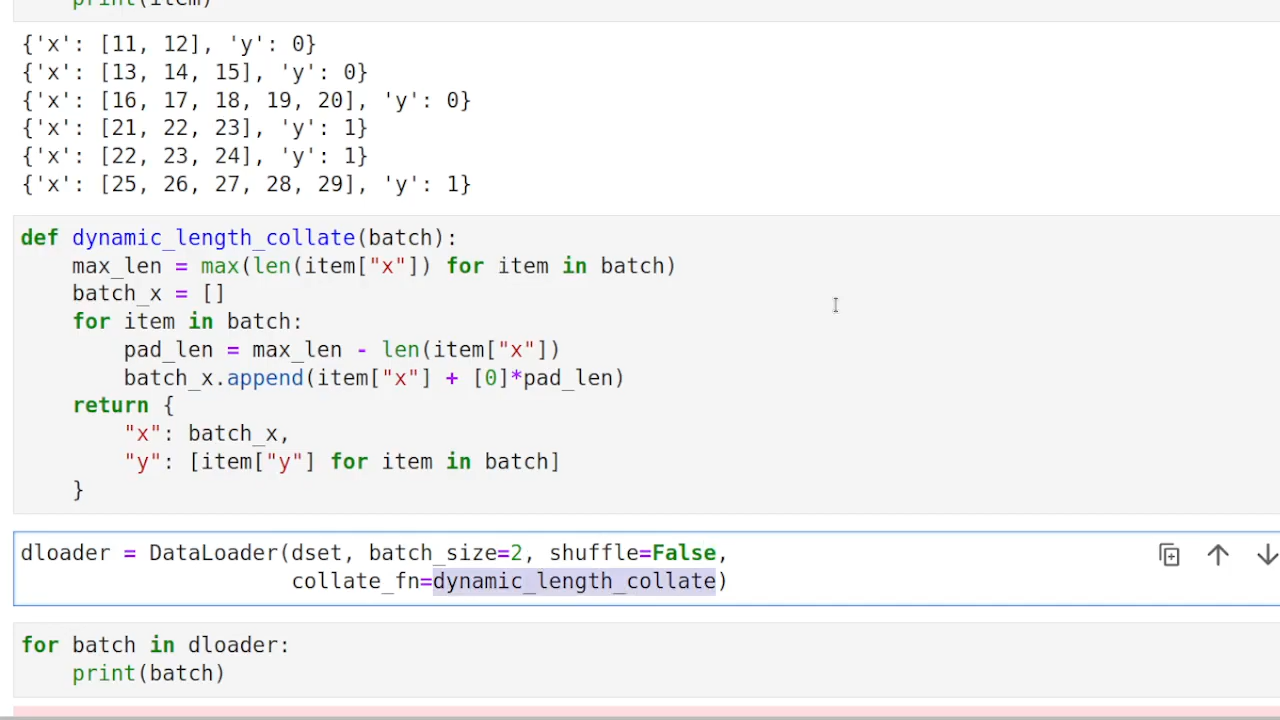 print(item)
{'x': [11, 12], 'y': 0}
{'x': [13, 14, 15], 'y': 0}
{'x': [16, 17, 18, 19, 20], 'y': 0}
{'x': [21, 22, 23], 'y': 1}
{'x': [22, 23, 24], 'y': 1}
{'x': [25, 26, 27, 28, 29], 'y': 1}
def dynamic_length_collate(batch):
    max_len = max(len(item["x"]) for item in batch)
    batch_x = []
    for item in batch:
        pad_len = max_len - len(item["x"])
        batch_x.append(item["x"] + [0]*pad_len)
    return {
        "x": batch_x,
        "y": [item["y"] for item in batch]
    }
dloader = DataLoader(dset, batch_size=2, shuffle=False,
                     collate_fn=dynamic_length_collate)
for batch in dloader:
    print(batch)